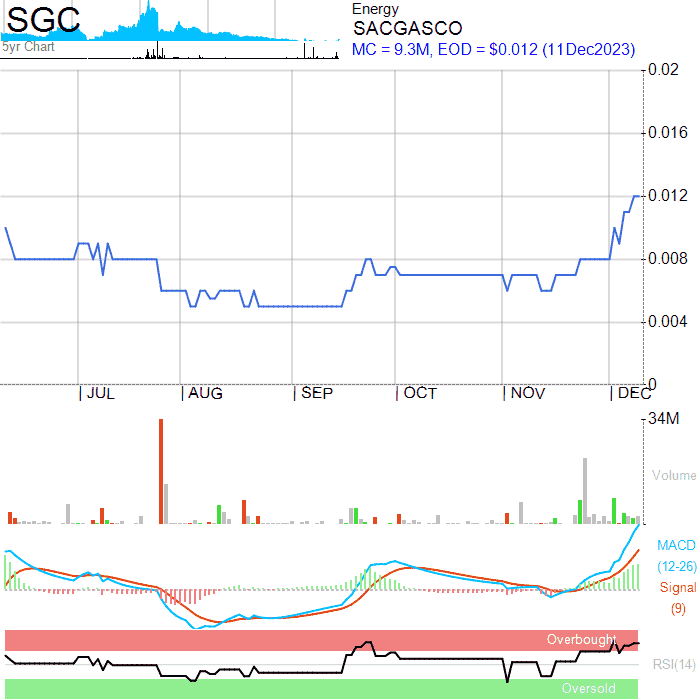 SGC
5yr Chart
Energy
SACGASCO
MC = 9.3M, EOD = $0.012 (11Dec2023)
0.02
0.016
0.012
0.008
0.004
0
JUL AUG SEP OCT NOV DEC
34M
Volume
MACD
(12-26)
Signal
(9)
Overbought
RSI(14)
Oversold